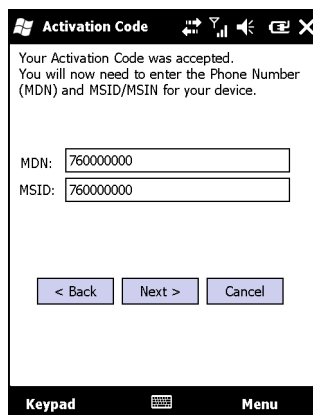 Activation Code
Your Activation Code was accepted.
You will now need to enter the Phone Number
(MDN) and MSID/MSIN for your device.
MDN: 760000000
MSID: 760000000
< Back Next > Cancel
Keypad Menu